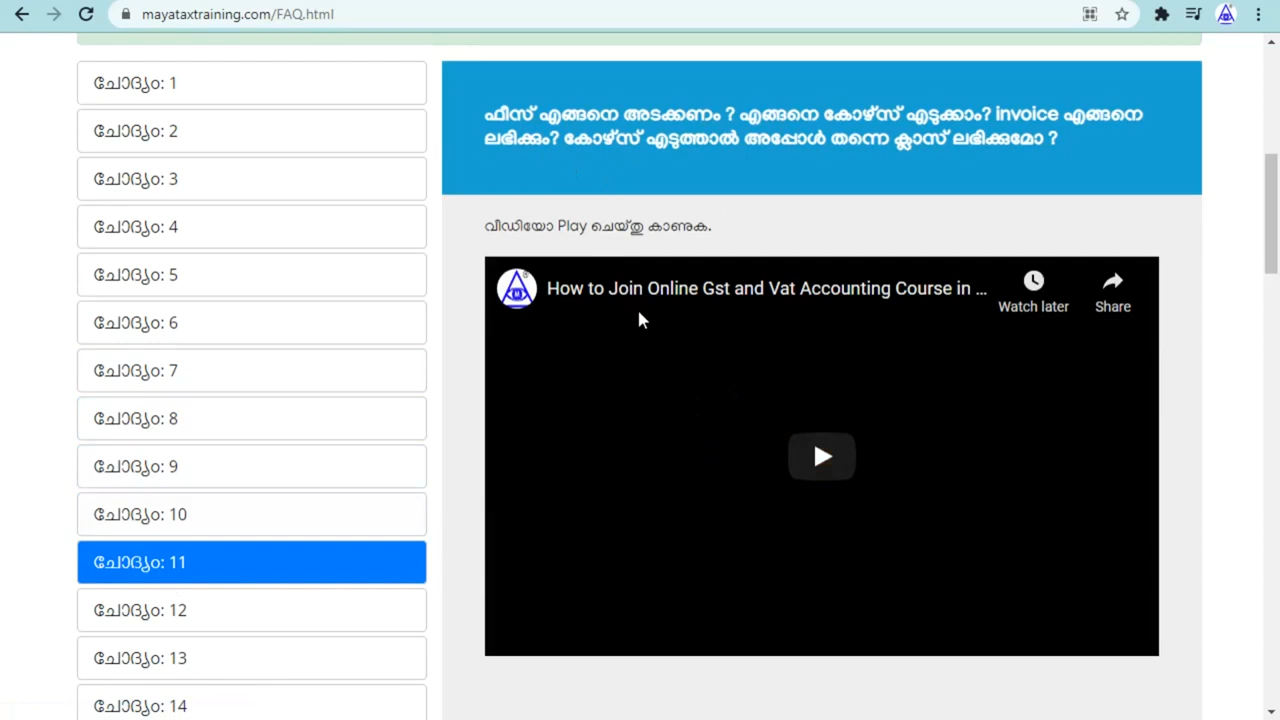 mayataxtraining.com/FAQ.html
ചോദ്യം: 1
ചോദ്യം: 2
ചോദ്യം: 3
ചോദ്യം: 4
ചോദ്യം: 5
ചോദ്യം: 6
ചോദ്യം: 7
ചോദ്യം: 8
ചോദ്യം: 9
ചോദ്യം: 10
ചോദ്യം: 11
ചോദ്യം: 12
ചോദ്യം: 13
ചോദ്യം: 14
ഫീസ് എങ്ങനെ അടക്കണം ? എങ്ങനെ കോഴ്സ് എടുക്കാം? invoice എങ്ങനെ
ലഭിക്കും? കോഴ്സ് എടുത്താൽ അപ്പോൾ തന്നെ ക്ലാസ് ലഭിക്കുമോ ?
വീഡിയോ Play ചെയ്തു കാണുക.
How to Join Online Gst and Vat Accounting Course in ...
Watch later
Share